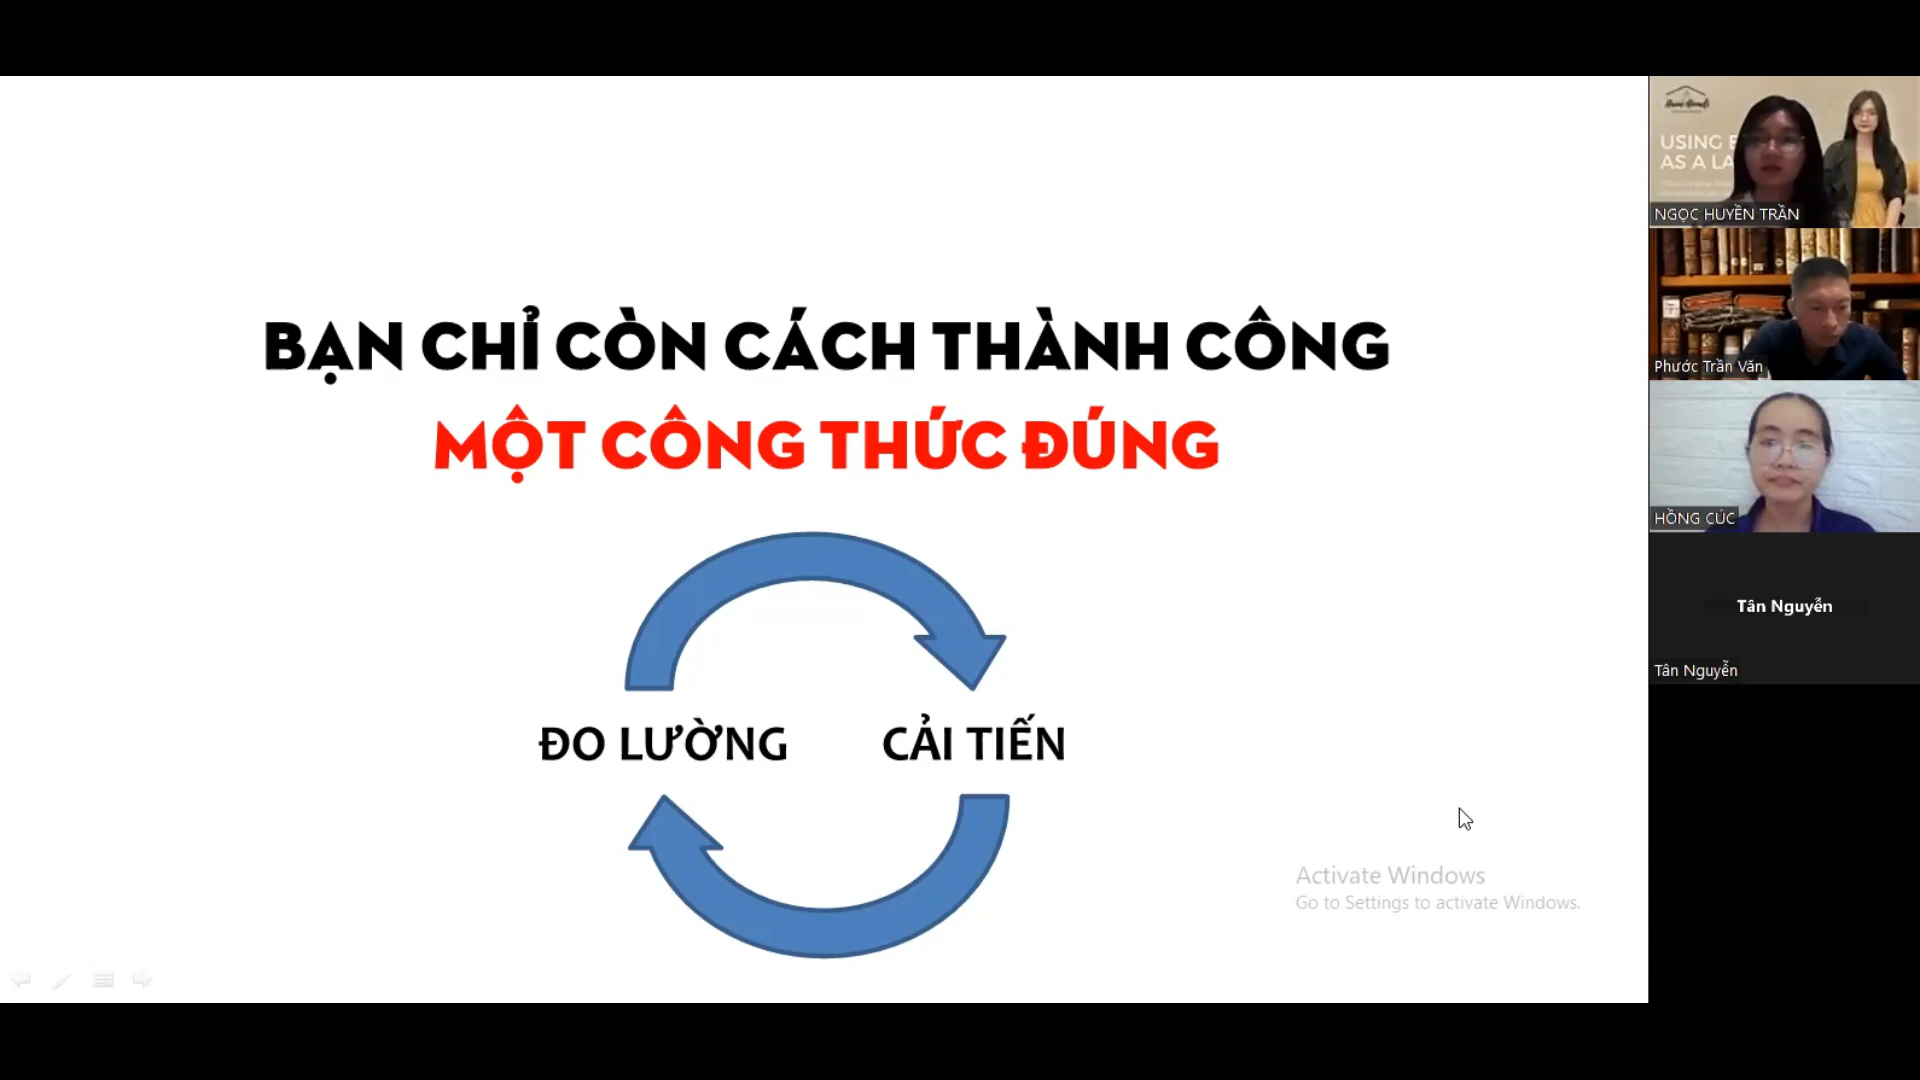 BẠN CHỈ CÒN CÁCH THÀNH CÔNG
MỘT CÔNG THỨC ĐÚNG
ĐO LƯỜNG
CẢI TIẾN
Activate Windows
Go to Settings to activate Windows.
USING
AS A LA
NGỌC HUYỀN TRẦN
Phước Trần Văn
HỒNG CÚC
Tân Nguyễn
Tân Nguyễn